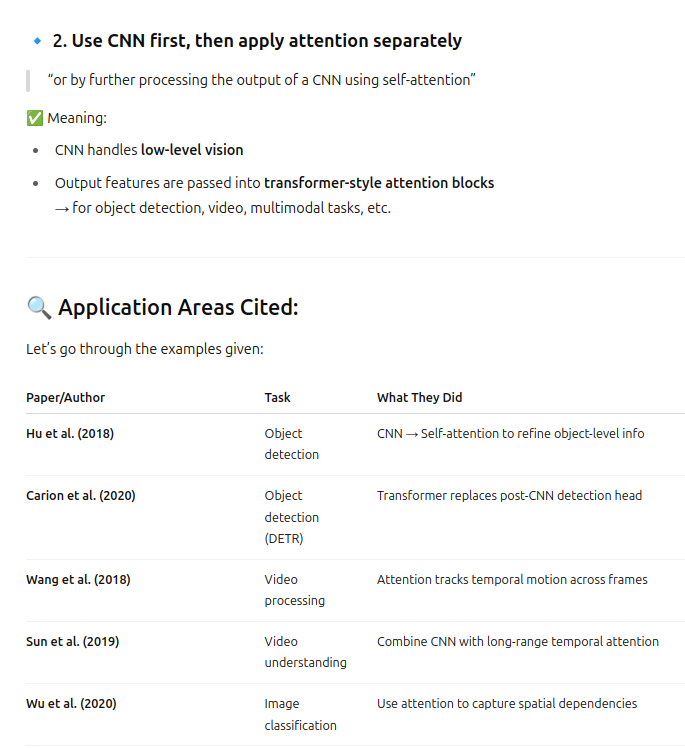 2. Use CNN first, then apply attention separately
“or by further processing the output of a CNN using self-attention”
Meaning:
CNN handles low-level vision
Output features are passed into transformer-style attention blocks
→ for object detection, video, multimodal tasks, etc.
Application Areas Cited:
Let’s go through the examples given:
Paper/Author Task What They Did
Hu et al. (2018) Object CNN → Self-attention to refine object-level info
detection
Carion et al. (2020) Object Transformer replaces post-CNN detection head
detection
(DETR)
Wang et al. (2018) Video Attention tracks temporal motion across frames
processing
Sun et al. (2019) Video Combine CNN with long-range temporal attention
understanding
Wu et al. (2020) Image Use attention to capture spatial dependencies
classification